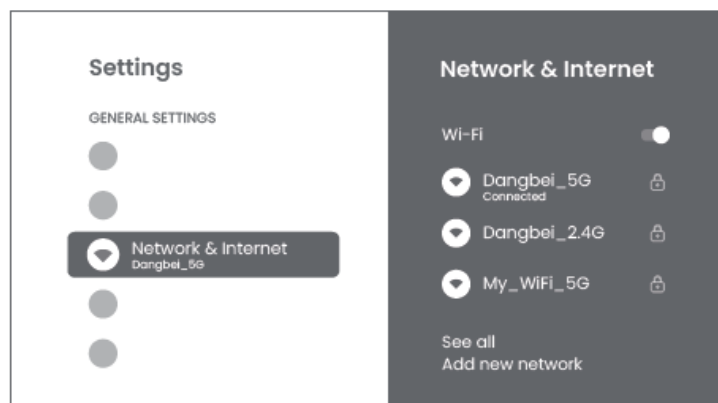 Settings
GENERAL SETTINGS
Network & Internet
Dangbei_5G
Network & Internet
Wi-Fi
Dangbei_5G
Connected
Dangbei_2.4G
My_WiFi_5G
See all
Add new network